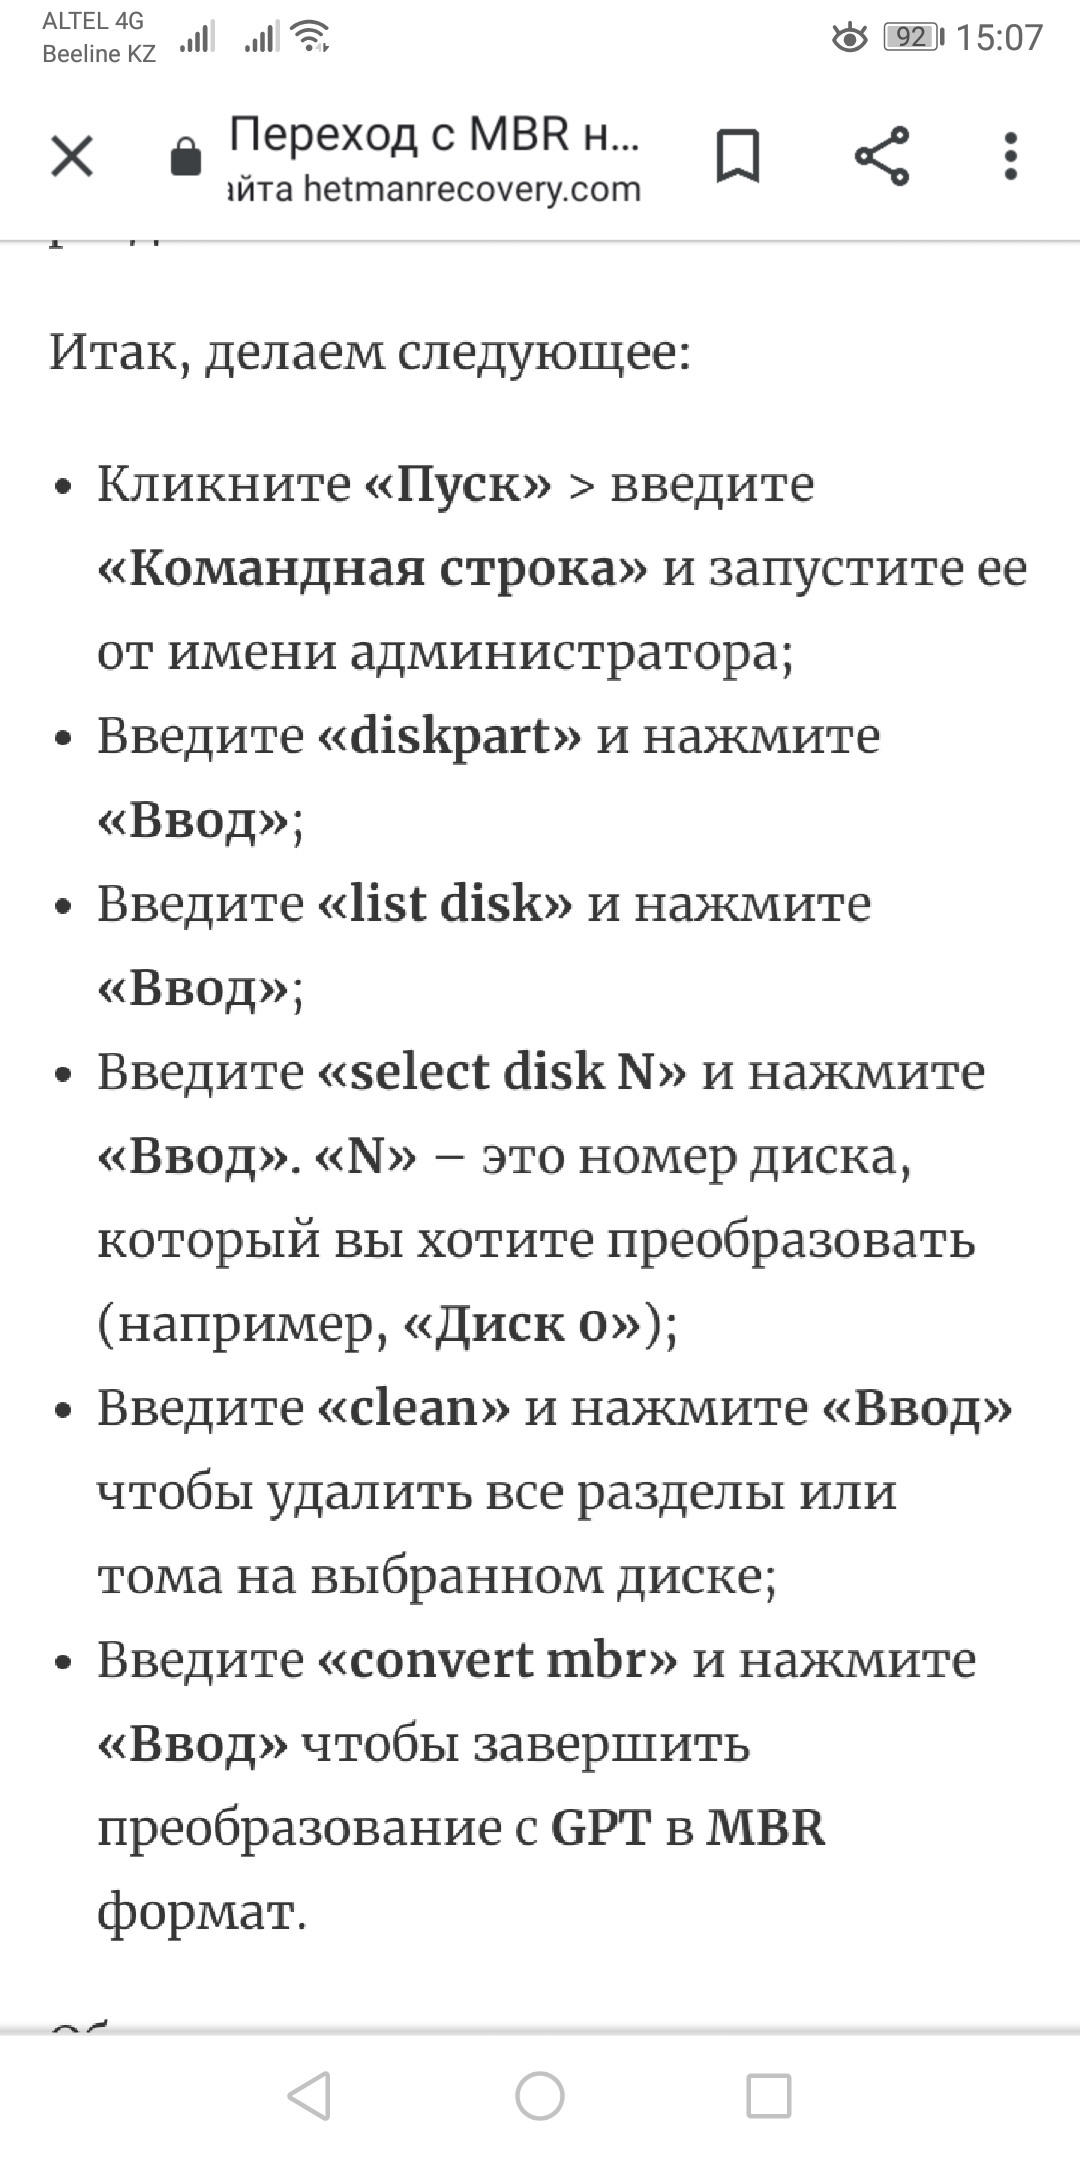 ALTEL 4G
Beeline KZ
92
15:07
Переход с MBR н...
айта hetmanrecovery.com
Итак, делаем следующее:
• Кликните «Пуск» > введите
«Командная строка» и запустите ее
от имени администратора;
• Введите «diskpart» и нажмите
«Ввод»;
• Введите «list disk» и нажмите
«Ввод»;
• Введите «select disk N» и нажмите
«Ввод». «N» – это номер диска,
который вы хотите преобразовать
(например, «Диск 0»);
• Введите «clean» и нажмите «Ввод»
чтобы удалить все разделы или
тома на выбранном диске;
• Введите «convert mbr» и нажмите
«Ввод» чтобы завершить
преобразование с GPT в MBR
формат.